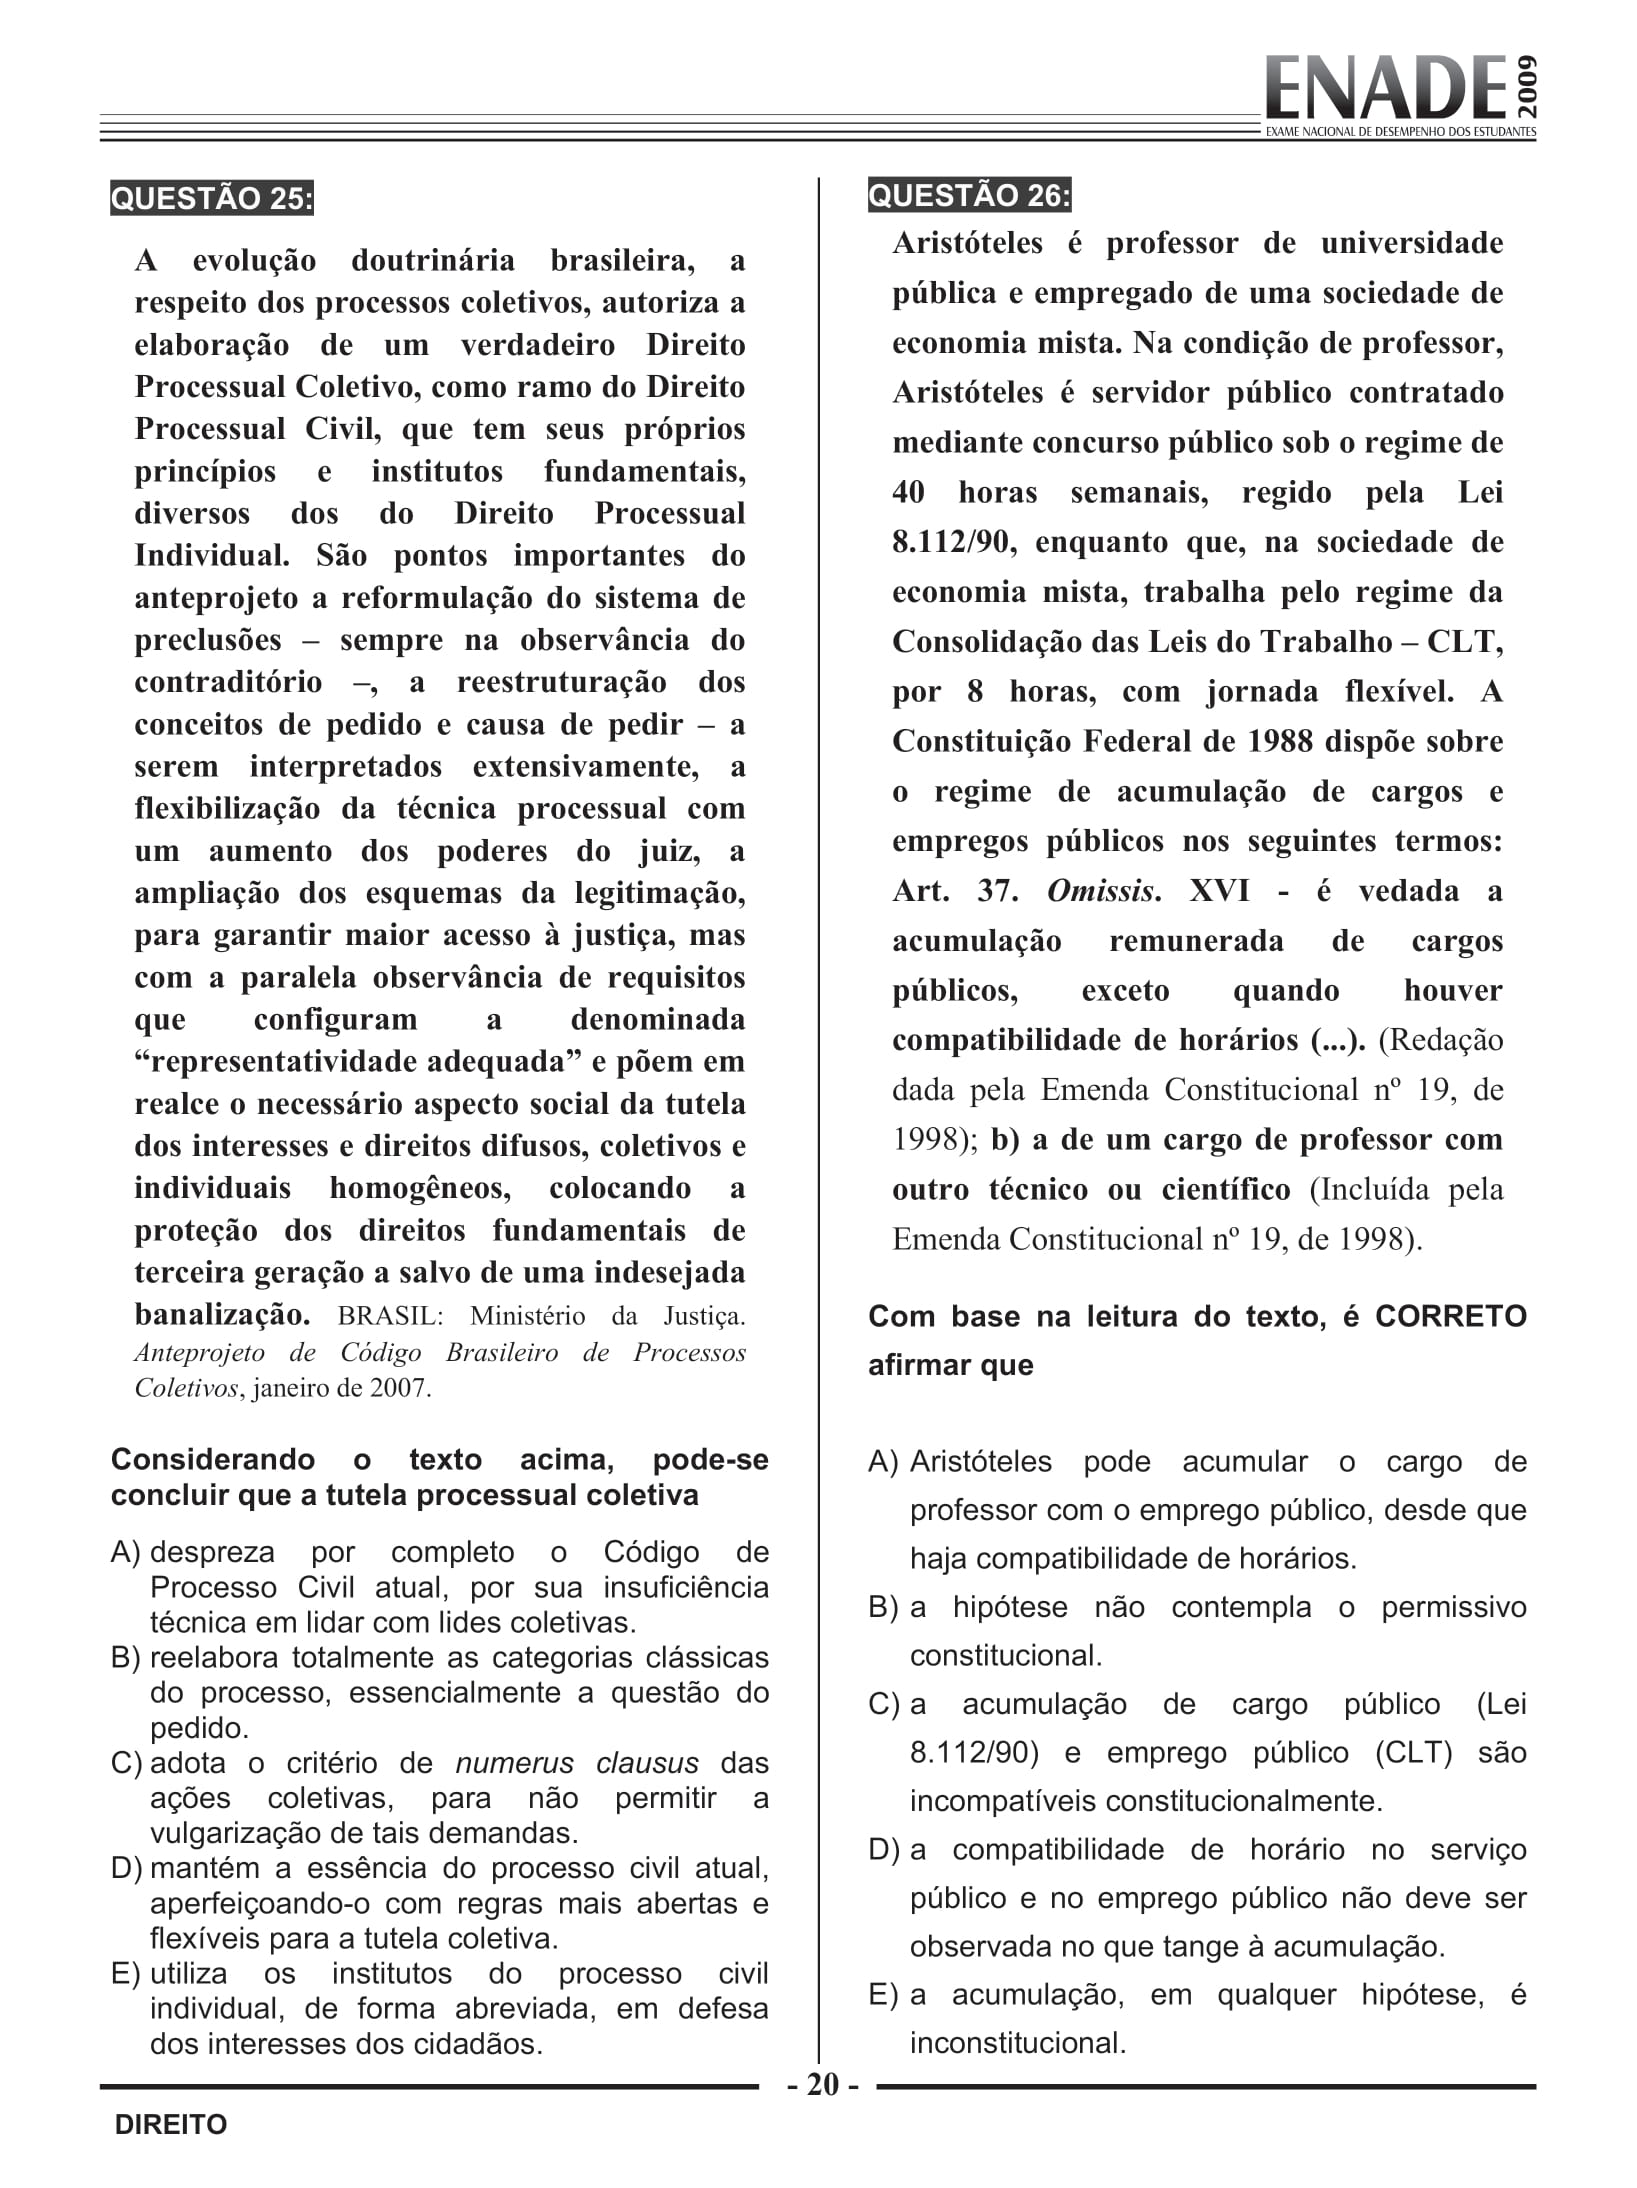 ENADE 2009
EXAME NACIONAL DE DESEMPENHO DOS ESTUDANTES
QUESTÃO 25:
A evolução doutrinária brasileira, a
respeito dos processos coletivos, autoriza a
elaboração de um verdadeiro Direito
Processual Coletivo, como ramo do Direito
Processual Civil, que tem seus próprios
princípios e institutos fundamentais,
diversos dos do Direito Processual
Individual. São pontos importantes do
anteprojeto a reformulação do sistema de
preclusões – sempre na observância do
contraditório –, a reestruturação dos
conceitos de pedido e causa de pedir – a
serem interpretados extensivamente, a
flexibilização da técnica processual com
um aumento dos poderes do juiz, a
ampliação dos esquemas da legitimação,
para garantir maior acesso à justiça, mas
com a paralela observância de requisitos
que configuram a denominada
“representatividade adequada” e põem em
realce o necessário aspecto social da tutela
dos interesses e direitos difusos, coletivos e
individuais homogêneos, colocando a
proteção dos direitos fundamentais de
terceira geração a salvo de uma indesejada
banalização. BRASIL: Ministério da Justiça.
Anteprojeto de Código Brasileiro de Processos
Coletivos, janeiro de 2007.
Considerando o texto acima, pode-se
concluir que a tutela processual coletiva
A) despreza por completo o Código de
Processo Civil atual, por sua insuficiência
técnica em lidar com lides coletivas.
B) reelabora totalmente as categorias clássicas
do processo, essencialmente a questão do
pedido.
C) adota o critério de numerus clausus das
ações coletivas, para não permitir a
vulgarização de tais demandas.
D) mantém a essência do processo civil atual,
aperfeiçoando-o com regras mais abertas e
flexíveis para a tutela coletiva.
E) utiliza os institutos do processo civil
individual, de forma abreviada, em defesa
dos interesses dos cidadãos.
QUESTÃO 26:
Aristóteles é professor de universidade
pública e empregado de uma sociedade de
economia mista. Na condição de professor,
Aristóteles é servidor público contratado
mediante concurso público sob o regime de
40 horas semanais, regido pela Lei
8.112/90, enquanto que, na sociedade de
economia mista, trabalha pelo regime da
Consolidação das Leis do Trabalho – CLT,
por 8 horas, com jornada flexível. A
Constituição Federal de 1988 dispõe sobre
o regime de acumulação de cargos e
empregos públicos nos seguintes termos:
Art. 37. Omissis. XVI - é vedada a
acumulação remunerada de cargos
públicos, exceto quando houver
compatibilidade de horários (...). (Redação
dada pela Emenda Constitucional nº 19, de
1998); b) a de um cargo de professor com
outro técnico ou científico (Incluída pela
Emenda Constitucional nº 19, de 1998).
Com base na leitura do texto, é CORRETO
afirmar que
A) Aristóteles pode acumular o cargo de
professor com o emprego público, desde que
haja compatibilidade de horários.
B) a hipótese não contempla o permissivo
constitucional.
C) a acumulação de cargo público (Lei
8.112/90) e emprego público (CLT) são
incompatíveis constitucionalmente.
D) a compatibilidade de horário no serviço
público e no emprego público não deve ser
observada no que tange à acumulação.
E) a acumulação, em qualquer hipótese, é
inconstitucional.
- 20 -
DIREITO